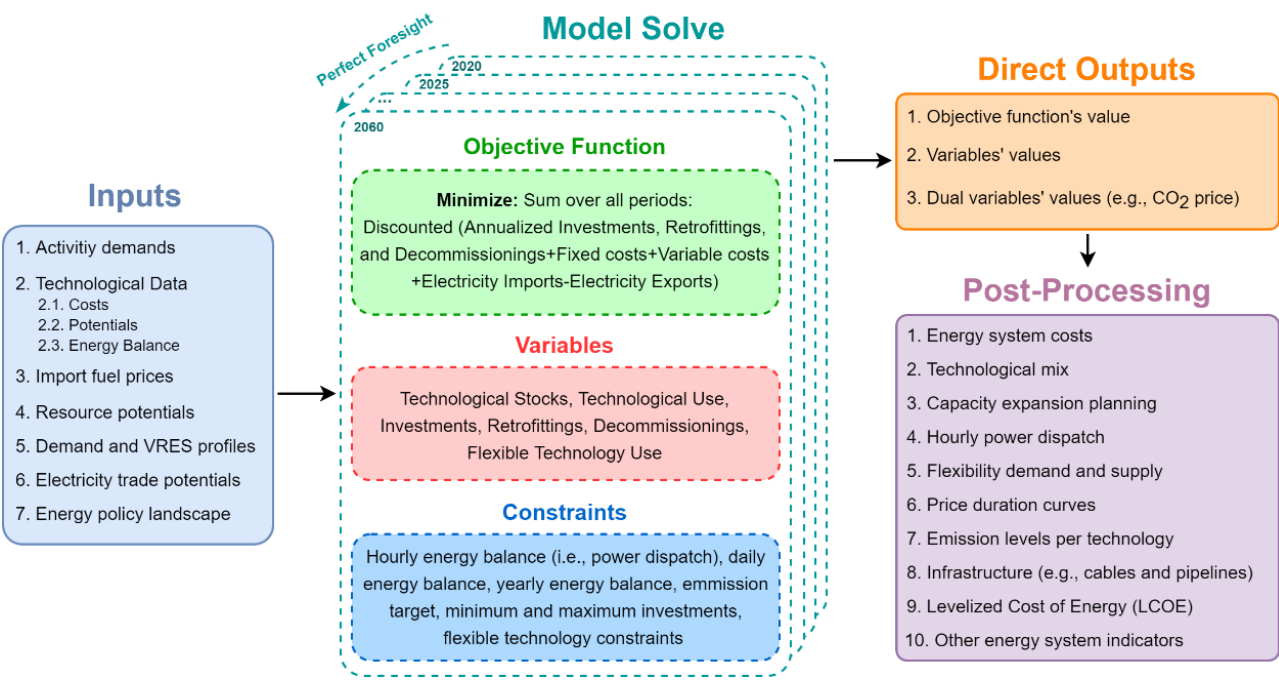 Inputs
1. Activitiy demands
2. Technological Data
2.1. Costs
2.2. Potentials
2.3. Energy Balance
3. Import fuel prices
4. Resource potentials
5. Demand and VRES profiles
6. Electricity trade potentials
7. Energy policy landscape
Model Solve
Perfect Foresight
2020
2025
...
2060
Objective Function
Minimize: Sum over all periods:
Discounted (Annualized Investments, Retrofittings,
and Decommissionings+Fixed costs+Variable costs
+Electricity Imports-Electricity Exports)
Variables
Technological Stocks, Technological Use,
Investments, Retrofittings, Decommissionings,
Flexible Technology Use
Constraints
Hourly energy balance (i.e., power dispatch), daily
energy balance, yearly energy balance, emmission
target, minimum and maximum investments,
flexible technology constraints
Direct Outputs
1. Objective function's value
2. Variables' values
3. Dual variables' values (e.g., CO2 price)
Post-Processing
1. Energy system costs
2. Technological mix
3. Capacity expansion planning
4. Hourly power dispatch
5. Flexibility demand and supply
6. Price duration curves
7. Emission levels per technology
8. Infrastructure (e.g., cables and pipelines)
9. Levelized Cost of Energy (LCOE)
10. Other energy system indicators